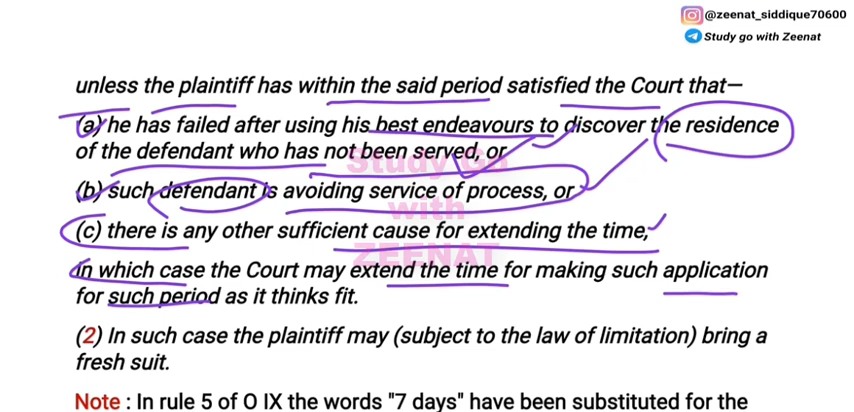 @zeenat_siddique70600
Study go with Zeenat
unless the plaintiff has within the said period satisfied the Court that—
(a) he has failed after using his best endeavours to discover the residence
of the defendant who has not been served, or
(b) such defendant is avoiding service of process, or
(c) there is any other sufficient cause for extending the time,
in which case the Court may extend the time for making such application
for such period as it thinks fit.
Study Go
with
ZEENAT
(2) In such case the plaintiff may (subject to the law of limitation) bring a
fresh suit.
Note : In rule 5 of O IX the words "7 days" have been substituted for the